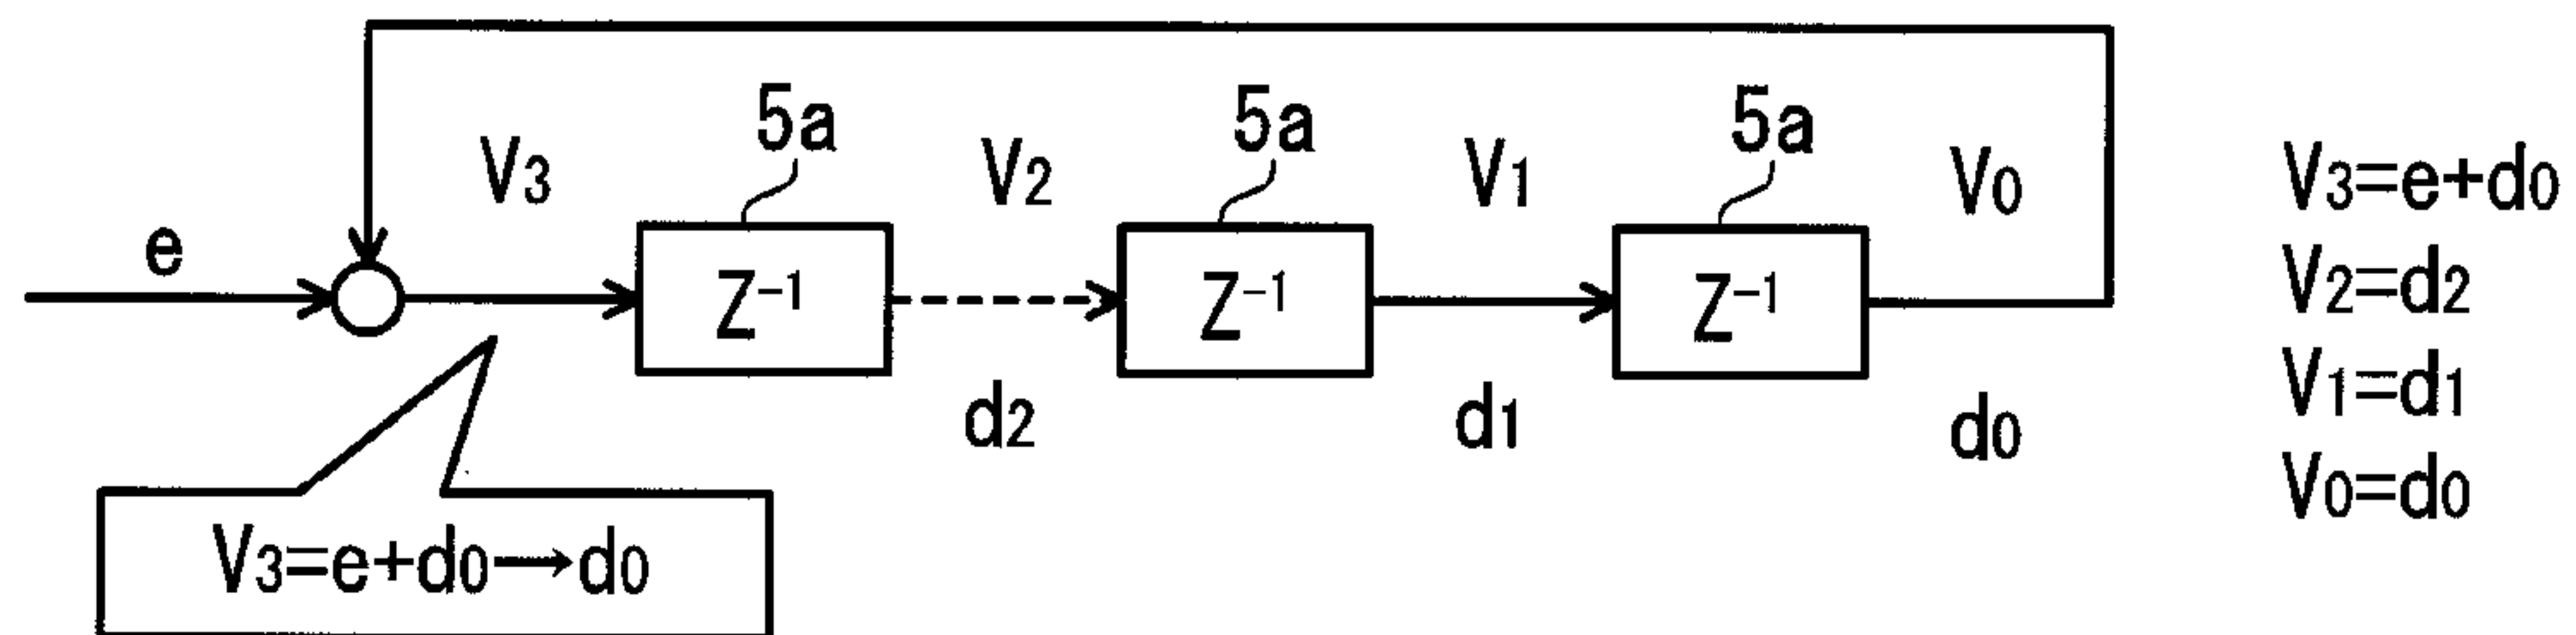 5a 5a 5a
e V3 V2 V1 V0
Z⁻¹ Z⁻¹ Z⁻¹
d2 d1 d0
V3=e+d0→d0
V3=e+d0
V2=d2
V1=d1
V0=d0